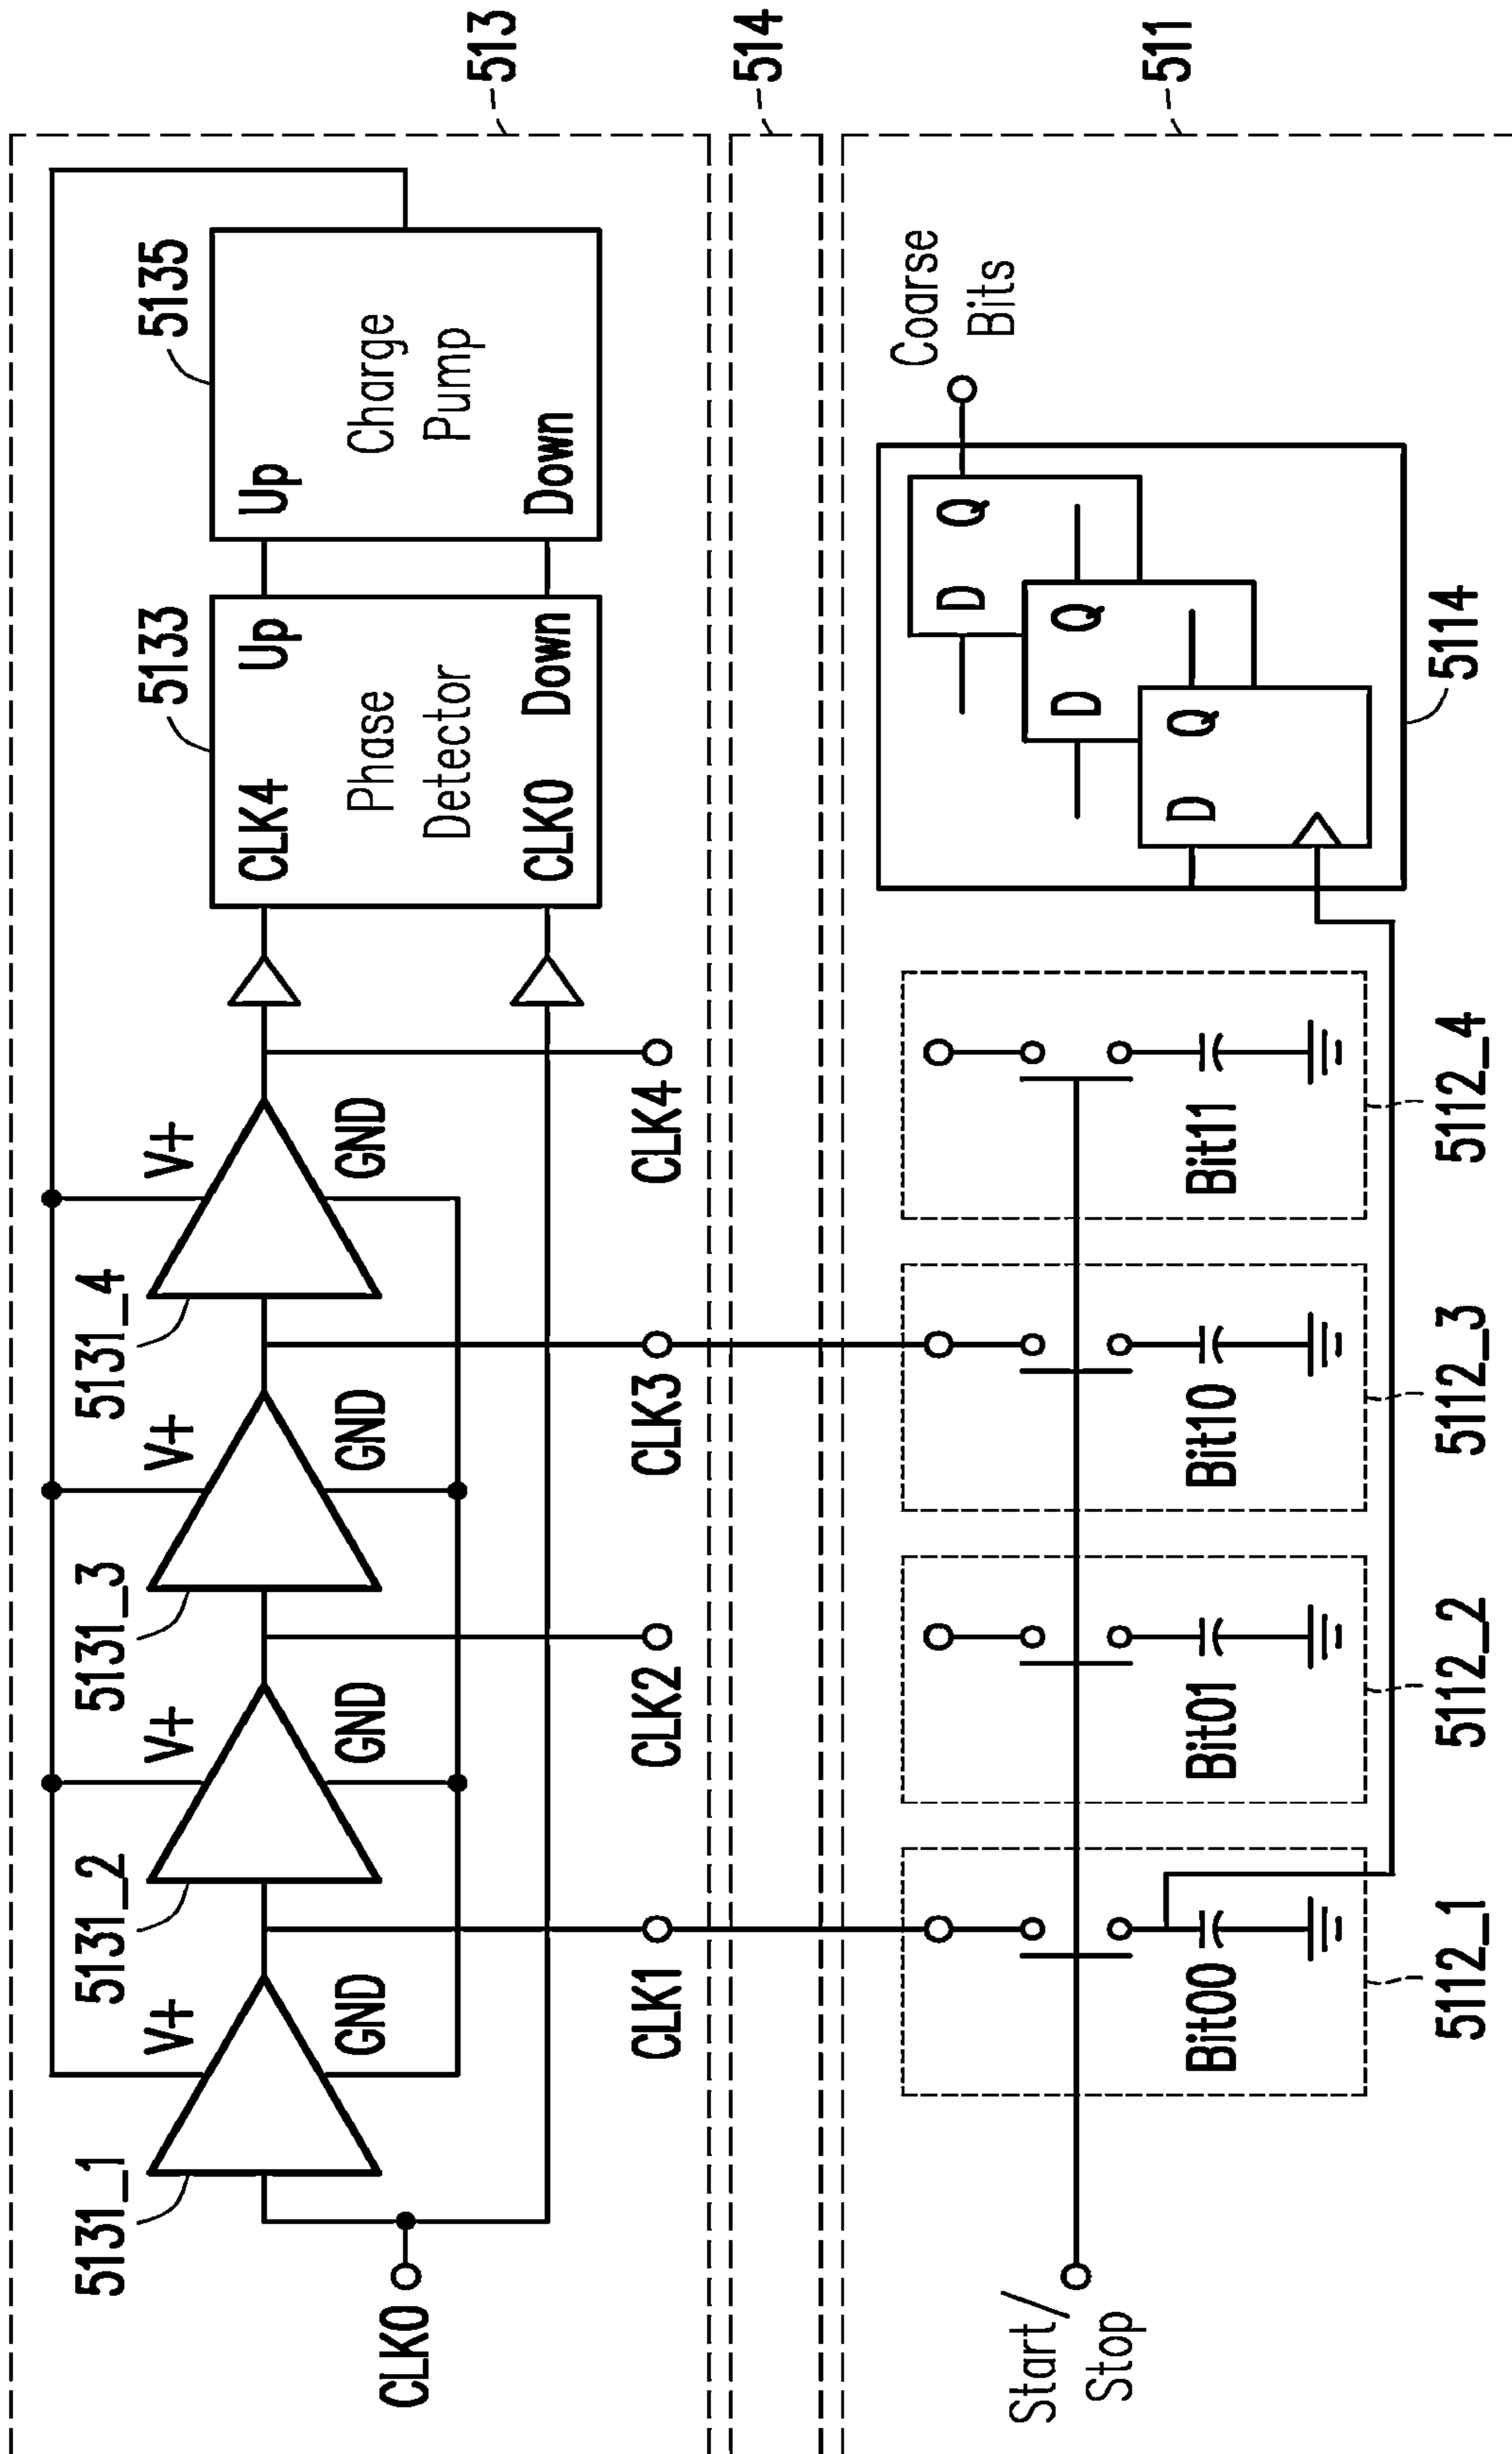 513
514
511
5135
5133
Up
Charge
Pump
Down
CLK4
Up
Phase
Detector
CLK0
Down
5131_1
5131_2
5131_3
5131_4
V+
V+
V+
V+
GND
GND
GND
GND
CLK0
CLK1
CLK2
CLK3
CLK4
Start/
Stop
Bit00
Bit01
Bit10
Bit11
5112_1
5112_2
5112_3
5112_4
D Q
D Q
D Q
Coarse
Bits
5114